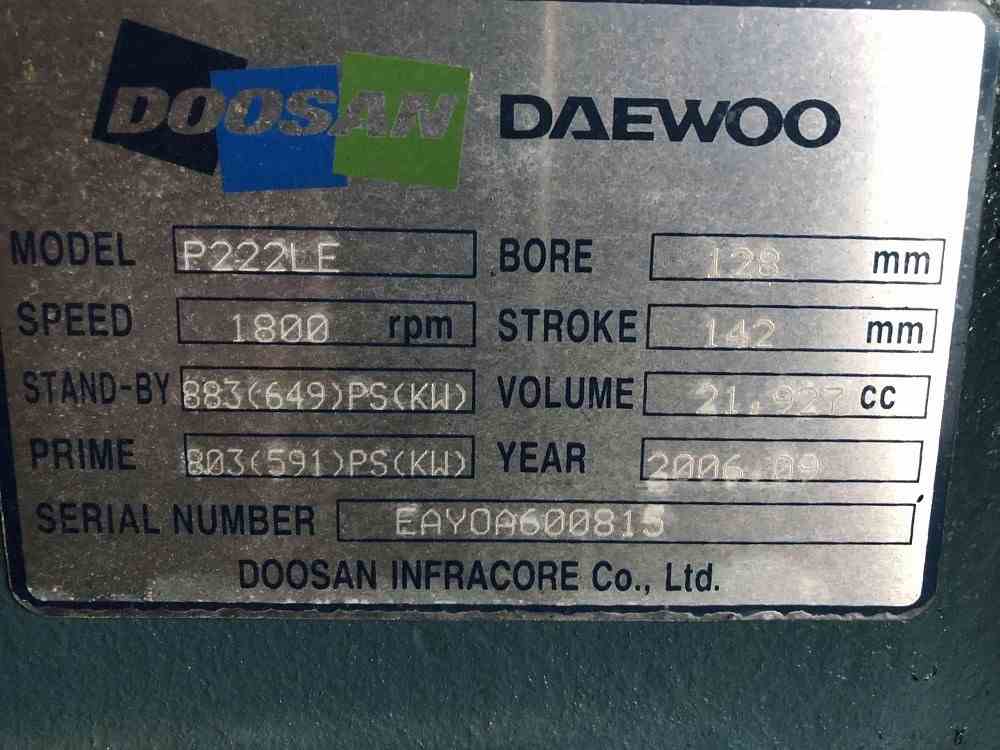 DOOSAN DAEWOO
MODEL P222LE BORE 128 mm
SPEED 1800 rpm STROKE 142 mm
STAND-BY 883(649)PS(KW) VOLUME 21.927 cc
PRIME 803(591)PS(KW) YEAR 2006.09
SERIAL NUMBER EAYOA600815
DOOSAN INFRACORE Co., Ltd.